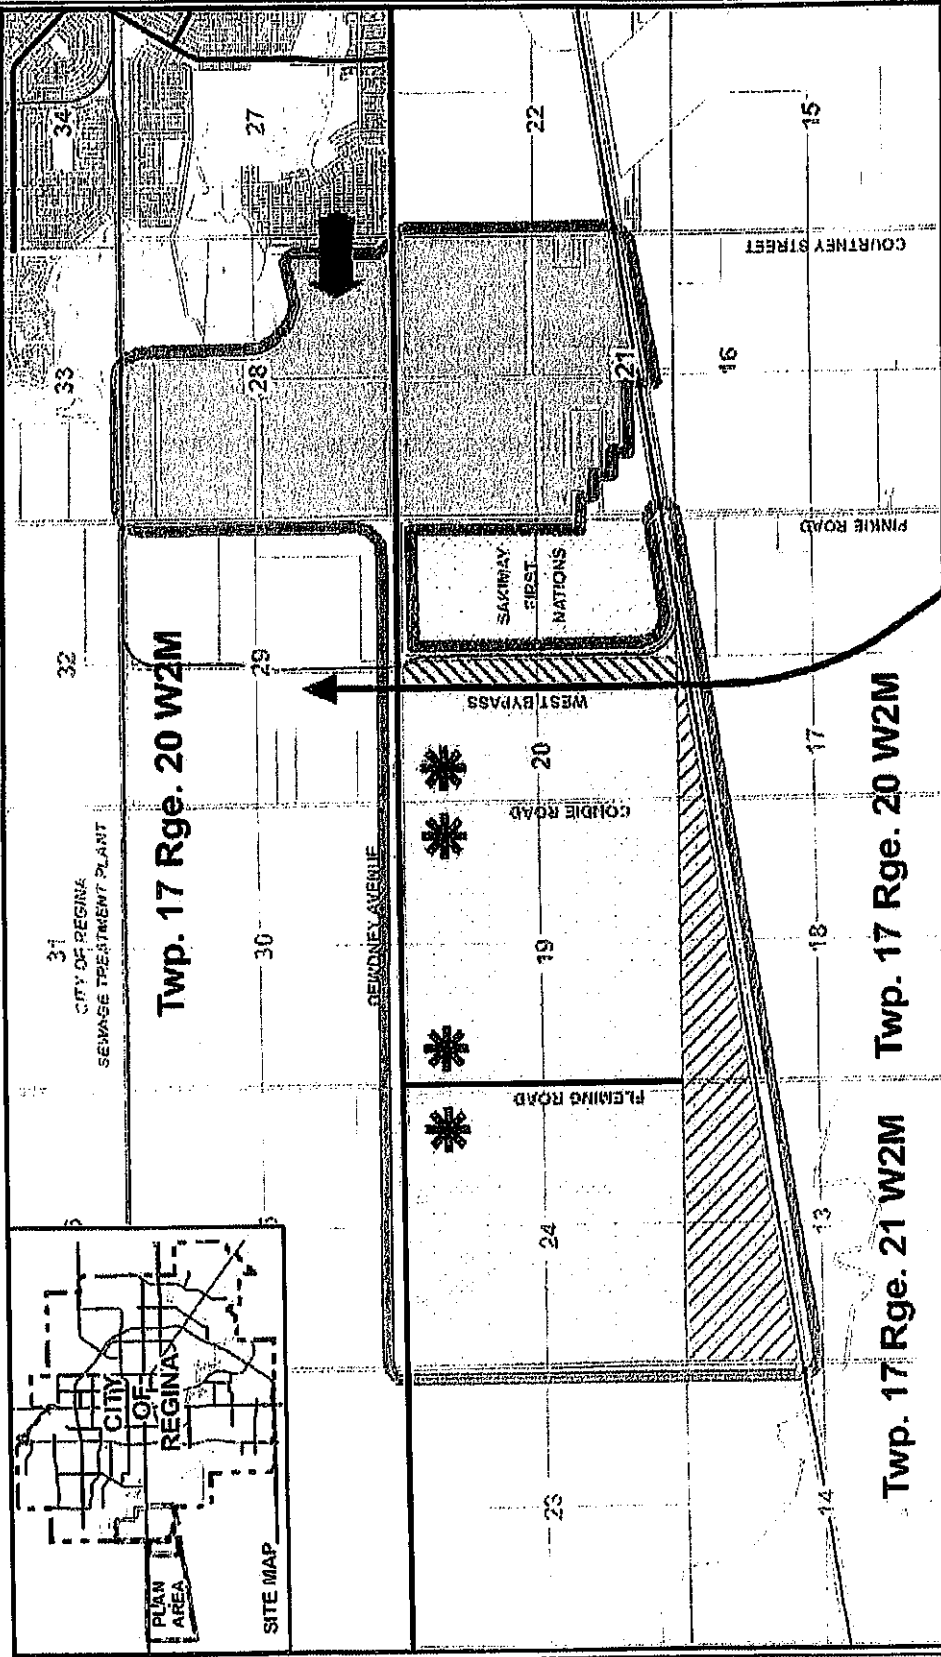 34
27
22
15
33
28
21
16
COURTNEY STREET
32
29
SAKIMAY
FIRST
NATIONS
PINKIE ROAD
WEST BYPASS
20
17
CONDIE ROAD
31
CITY OF REGINA
SEWAGE TREATMENT PLANT
Twp. 17 Rge. 20 W2M
30
DEWDNEY AVENUE
19
18
Twp. 17 Rge. 20 W2M
FLEMING ROAD
24
13
23
14
Twp. 17 Rge. 21 W2M
CITY
OF
REGINA
PLAN
AREA
SITE MAP